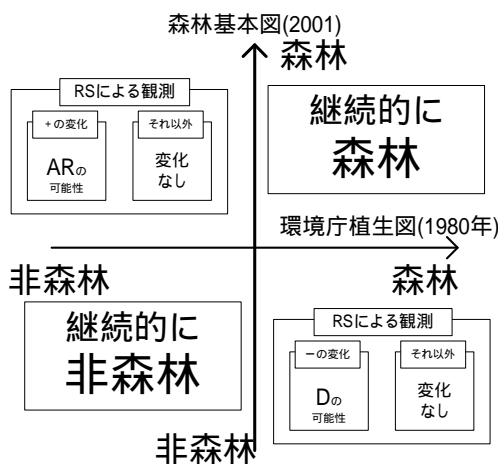 森林基本図(2001)
森林
RSによる観測
+の変化
それ以外
ARの
可能性
変化
なし
継続的に
森林
環境庁植生図(1980年)
非森林
森林
継続的に
非森林
RSによる観測
ーの変化
それ以外
Dの
可能性
変化
なし
非森林